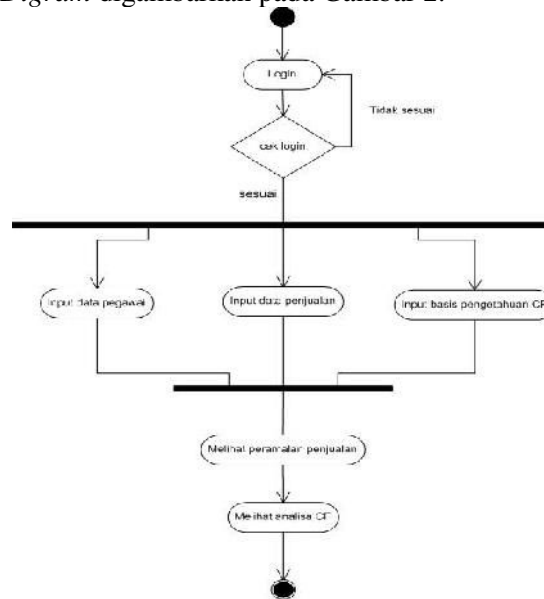 digambarkan pada Gambar 2.
Login
Tidak sesuai
cek login
sesuai
Input data pegawai
Input data penjualan
Input basis pengetahuan CF
Melihat peramalan penjualan
Melihat analisa CF